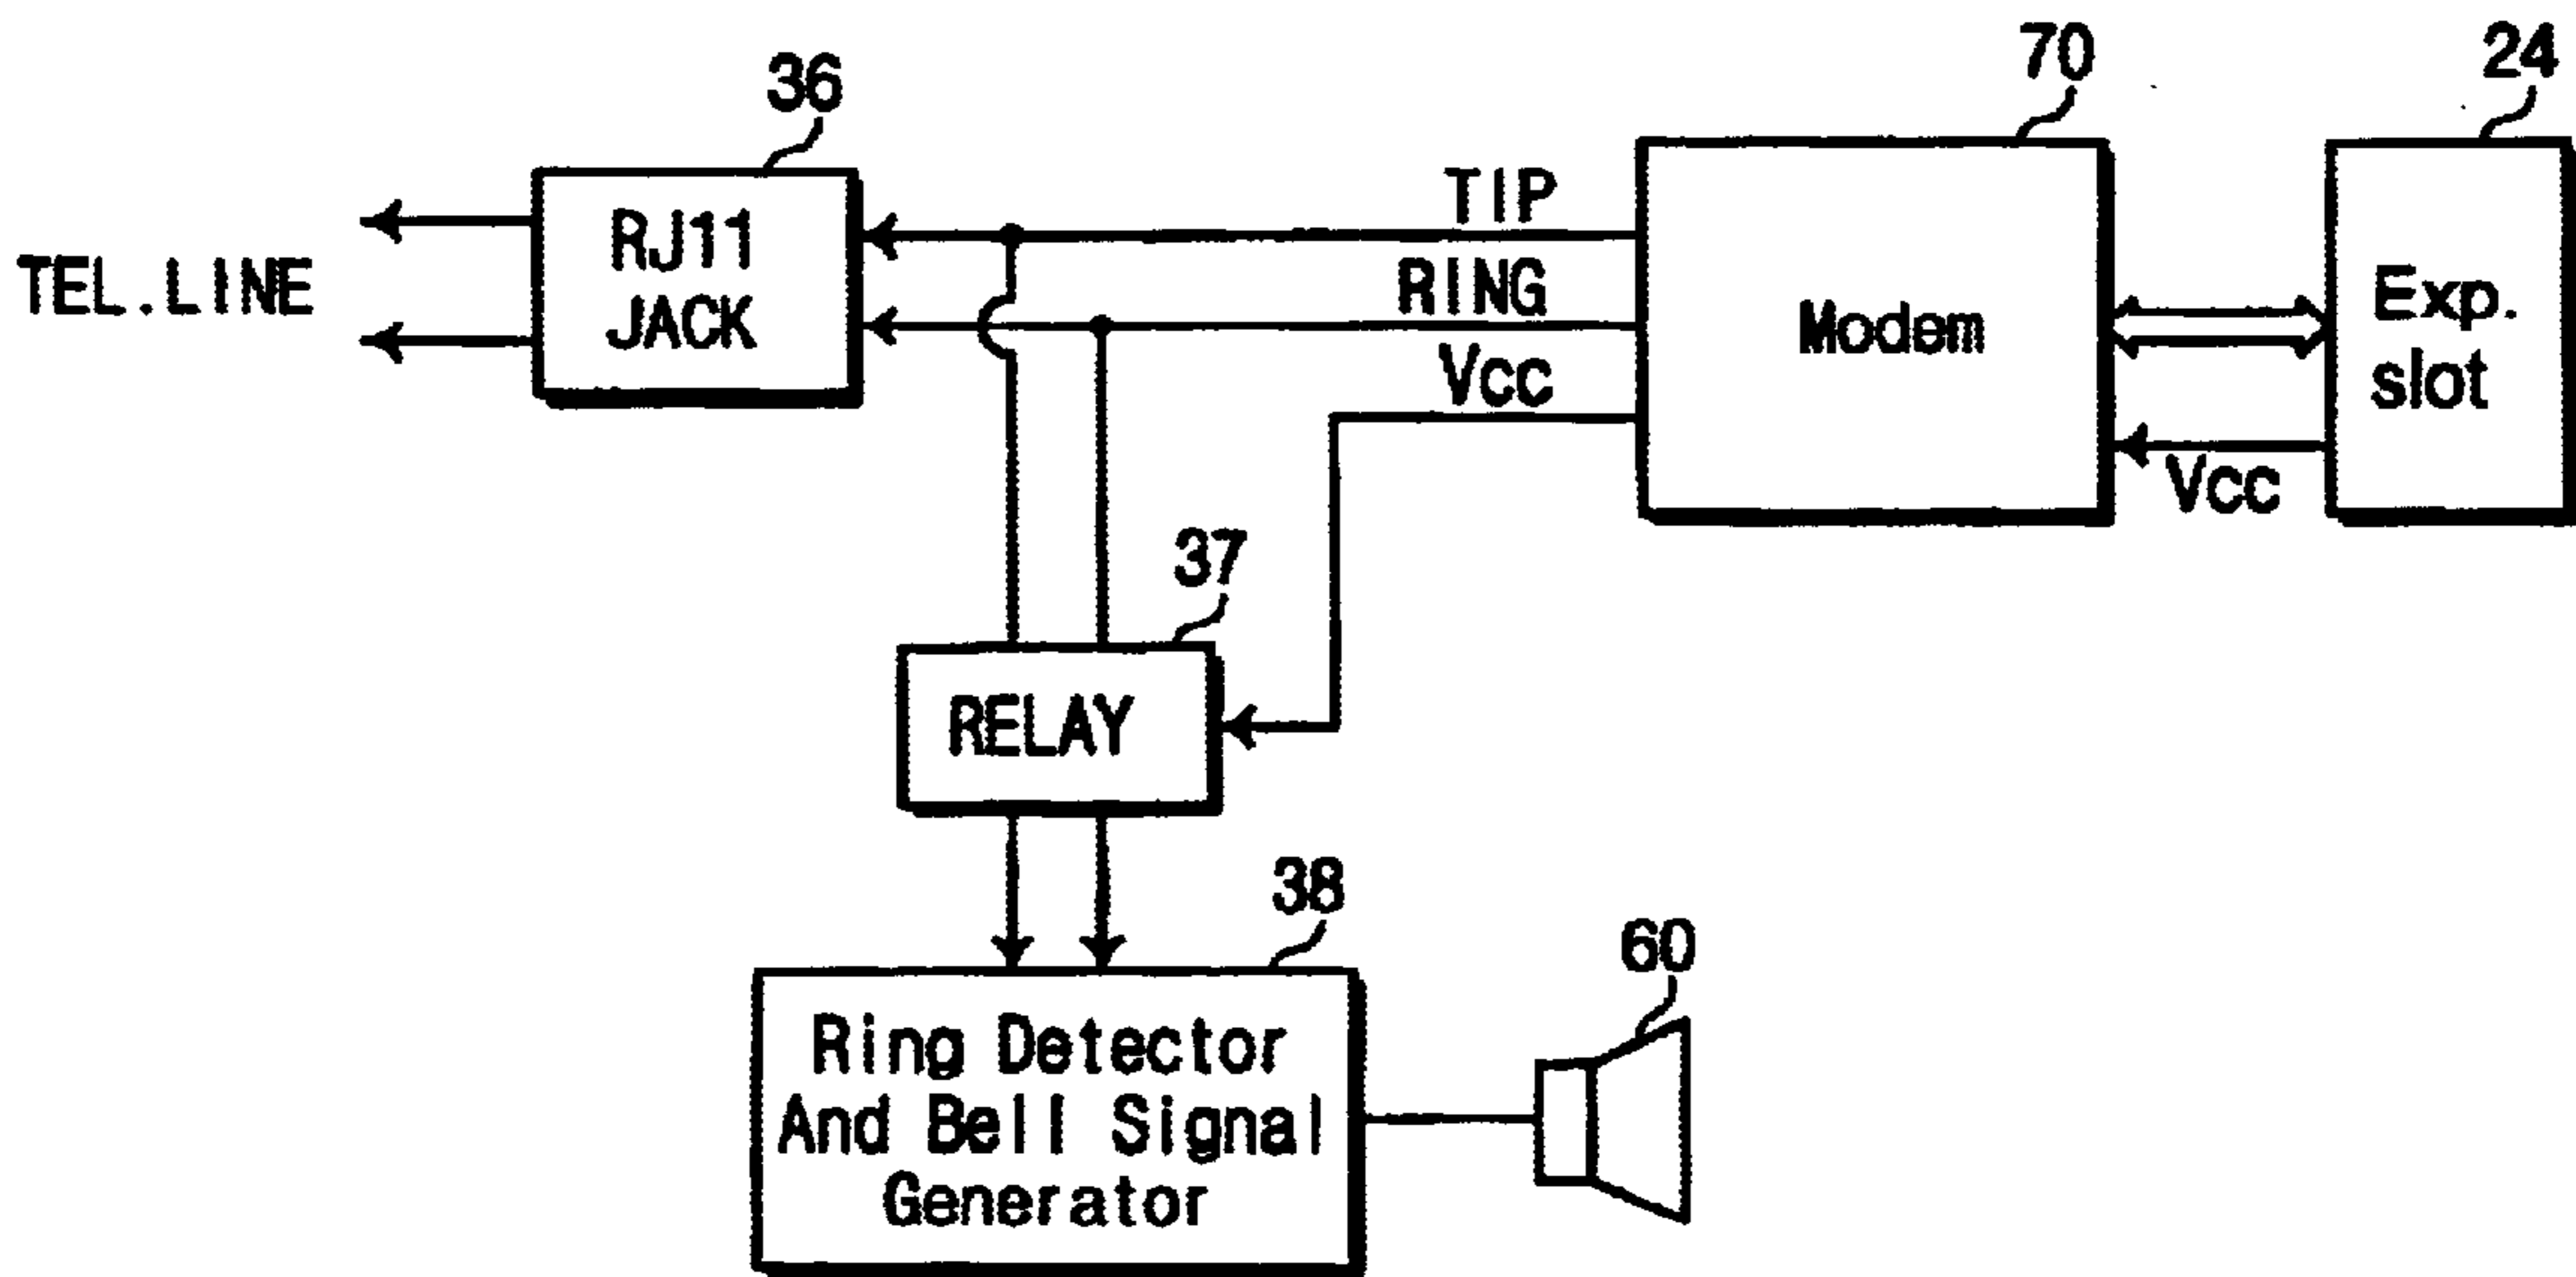 70
24
36
TIP
RJ11
JACK
RING
TEL.LINE
Modem
Exp.
slot
Vcc
Vcc
37
RELAY
38
60
Ring Detector
And Bell Signal
Generator